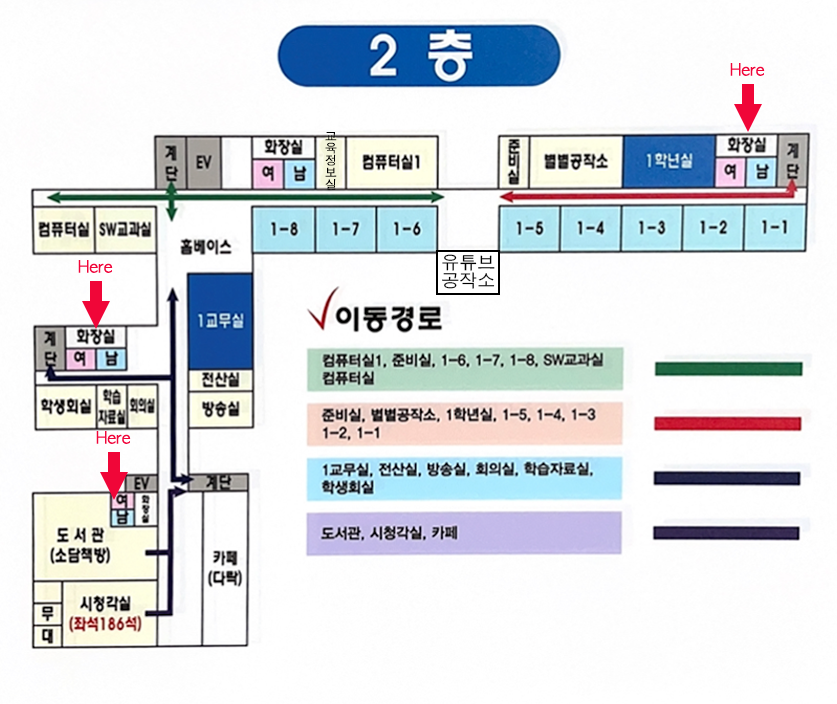 2 층
Here
계단
EV
화장실
여
남
교육정보실
컴퓨터실1
준비실
별별공작소
1학년실
화장실
여
남
계단
컴퓨터실
SW교과실
홈베이스
1-8
1-7
1-6
1-5
1-4
1-3
1-2
1-1
유튜브
공작소
Here
계단
화장실
여
남
1교무실
전산실
방송실
학생회실
학습
자료실
회의실
Here
EV
여
남
화장실
계단
도서관
(소담책방)
카페
(다락)
시청각실
(좌석186석)
무
대
이동경로
컴퓨터실1, 준비실, 1-6, 1-7, 1-8, SW교과실
컴퓨터실
준비실, 별별공작소, 1학년실, 1-5, 1-4, 1-3
1-2, 1-1
1교무실, 전산실, 방송실, 회의실, 학습자료실,
학생회실
도서관, 시청각실, 카페